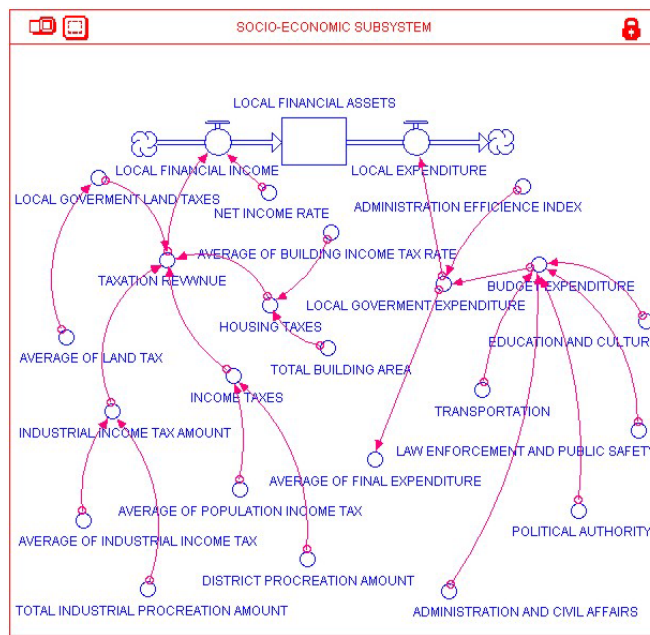 SOCIO-ECONOMIC SUBSYSTEM
LOCAL FINANCIAL ASSETS
LOCAL FINANCIAL INCOME
LOCAL EXPENDITURE
LOCAL GOVERMENT LAND TAXES
NET INCOME RATE
ADMINISTRATION EFFICIENCE INDEX
AVERAGE OF BUILDING INCOME TAX RATE
TAXATION REVWNUE
BUDGET EXPENDITURE
LOCAL GOVERMENT EXPENDITURE
HOUSING TAXES
EDUCATION AND CULTUR
AVERAGE OF LAND TAX
TOTAL BUILDING AREA
INCOME TAXES
TRANSPORTATION
INDUSTRIAL INCOME TAX AMOUNT
LAW ENFORCEMENT AND PUBLIC SAFETY
AVERAGE OF FINAL EXPENDITURE
AVERAGE OF POPULATION INCOME TAX
POLITICAL AUTHORITY
AVERAGE OF INDUSTRIAL INCOME TAX
DISTRICT PROCREATION AMOUNT
TOTAL INDUSTRIAL PROCREATION AMOUNT
ADMINISTRATION AND CIVIL AFFAIRS